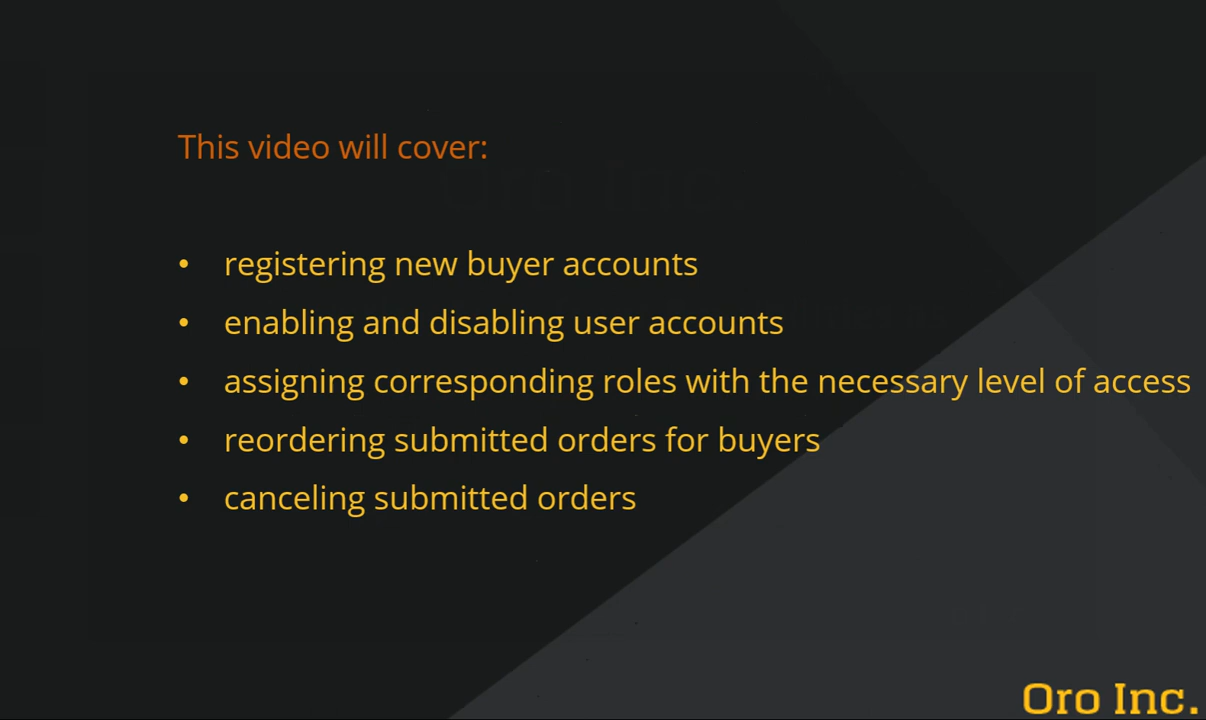 This video will cover:
• registering new buyer accounts
• enabling and disabling user accounts
• assigning corresponding roles with the necessary level of access
• reordering submitted orders for buyers
• canceling submitted orders
Oro Inc.